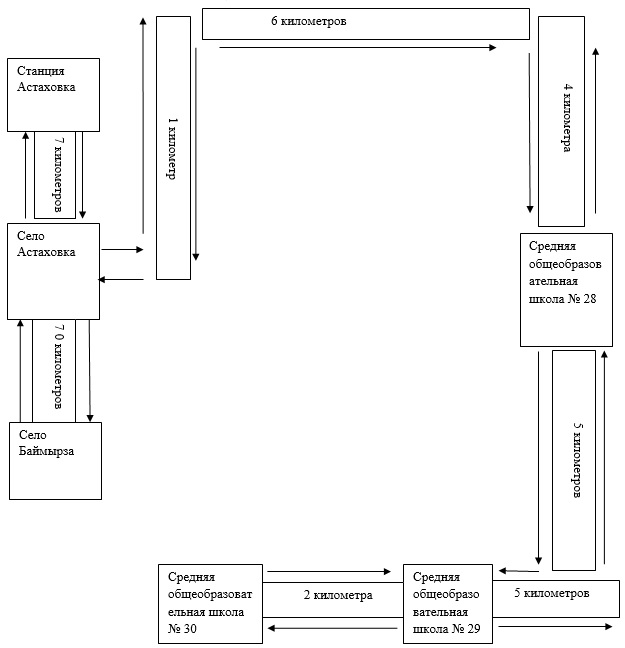 6 километров
Станция
Астаховка
7 километров
1 километр
4 километра
Село
Астаховка
Средняя
общеобразов
ательная
школа № 28
7 0 километров
Село
Баймырза
5 километров
Средняя
общеобразоват
ельная школа
№ 30
2 километра
Средняя
общеобразо
вательная
школа № 29
5 километров